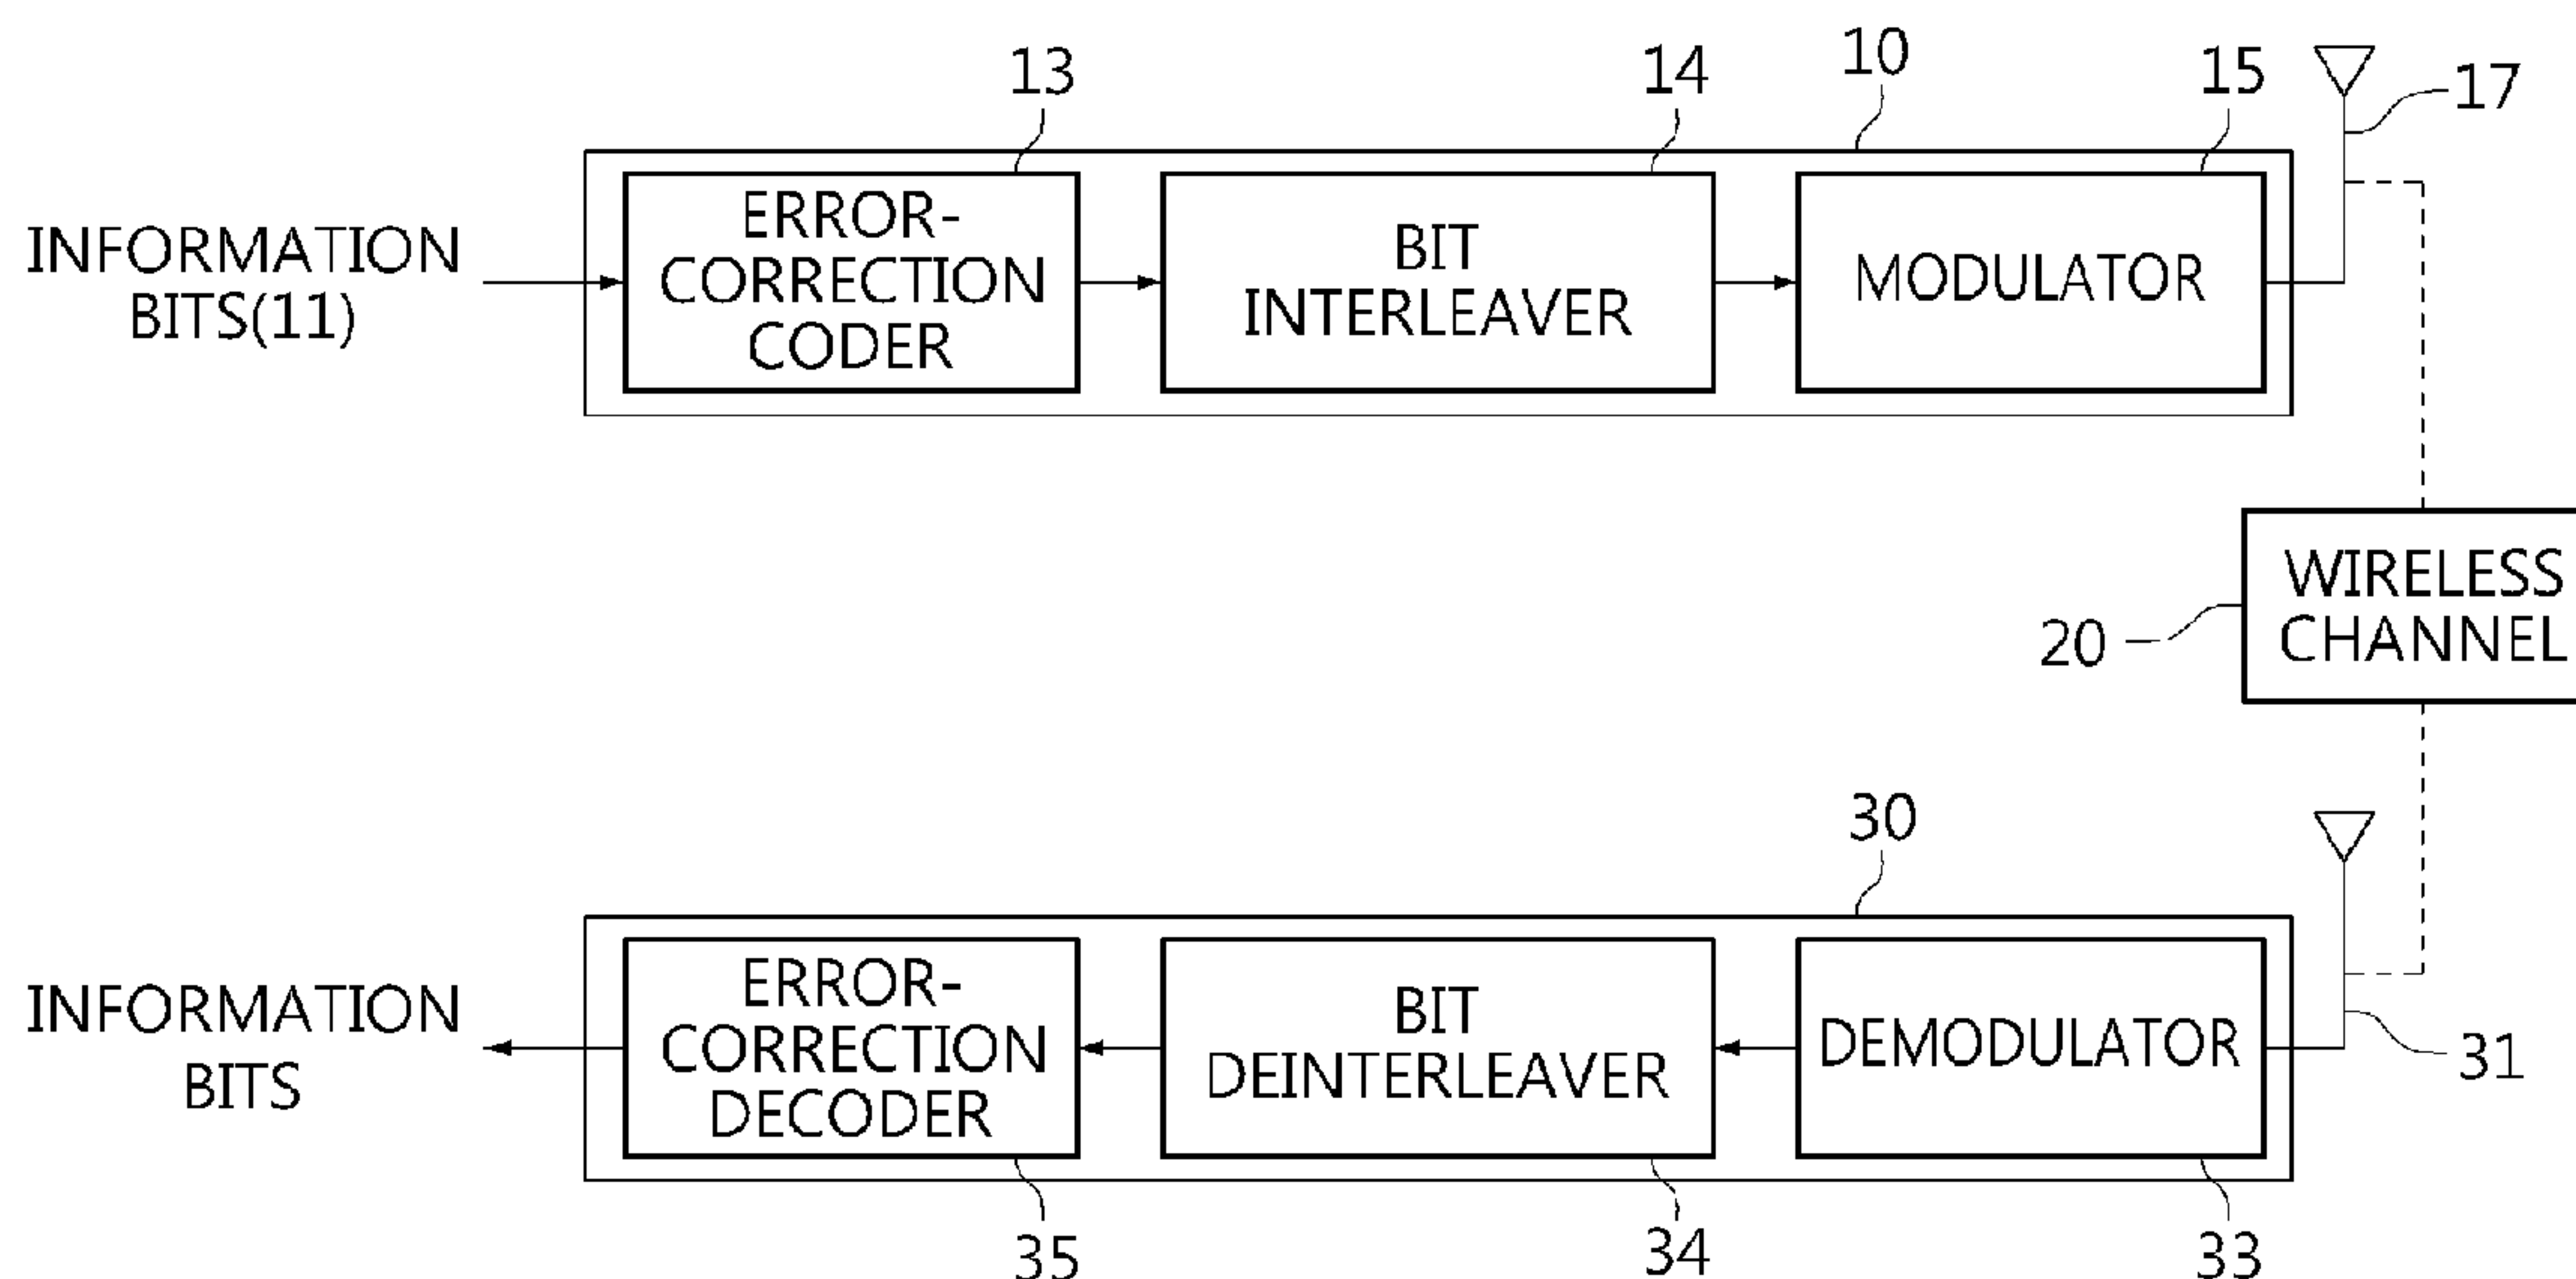 10
13
14
15
17
INFORMATION
BITS(11)
ERROR-
CORRECTION
CODER
BIT
INTERLEAVER
MODULATOR
WIRELESS
CHANNEL
20
30
INFORMATION
BITS
ERROR-
CORRECTION
DECODER
BIT
DEINTERLEAVER
DEMODULATOR
31
35
34
33